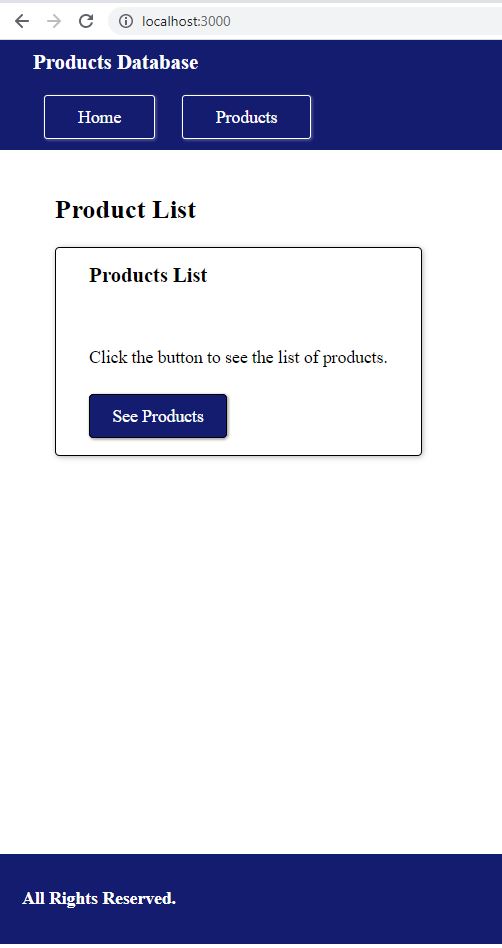 localhost:3000
Products Database
Home Products
Product List
Products List
Click the button to see the list of products.
See Products
All Rights Reserved.